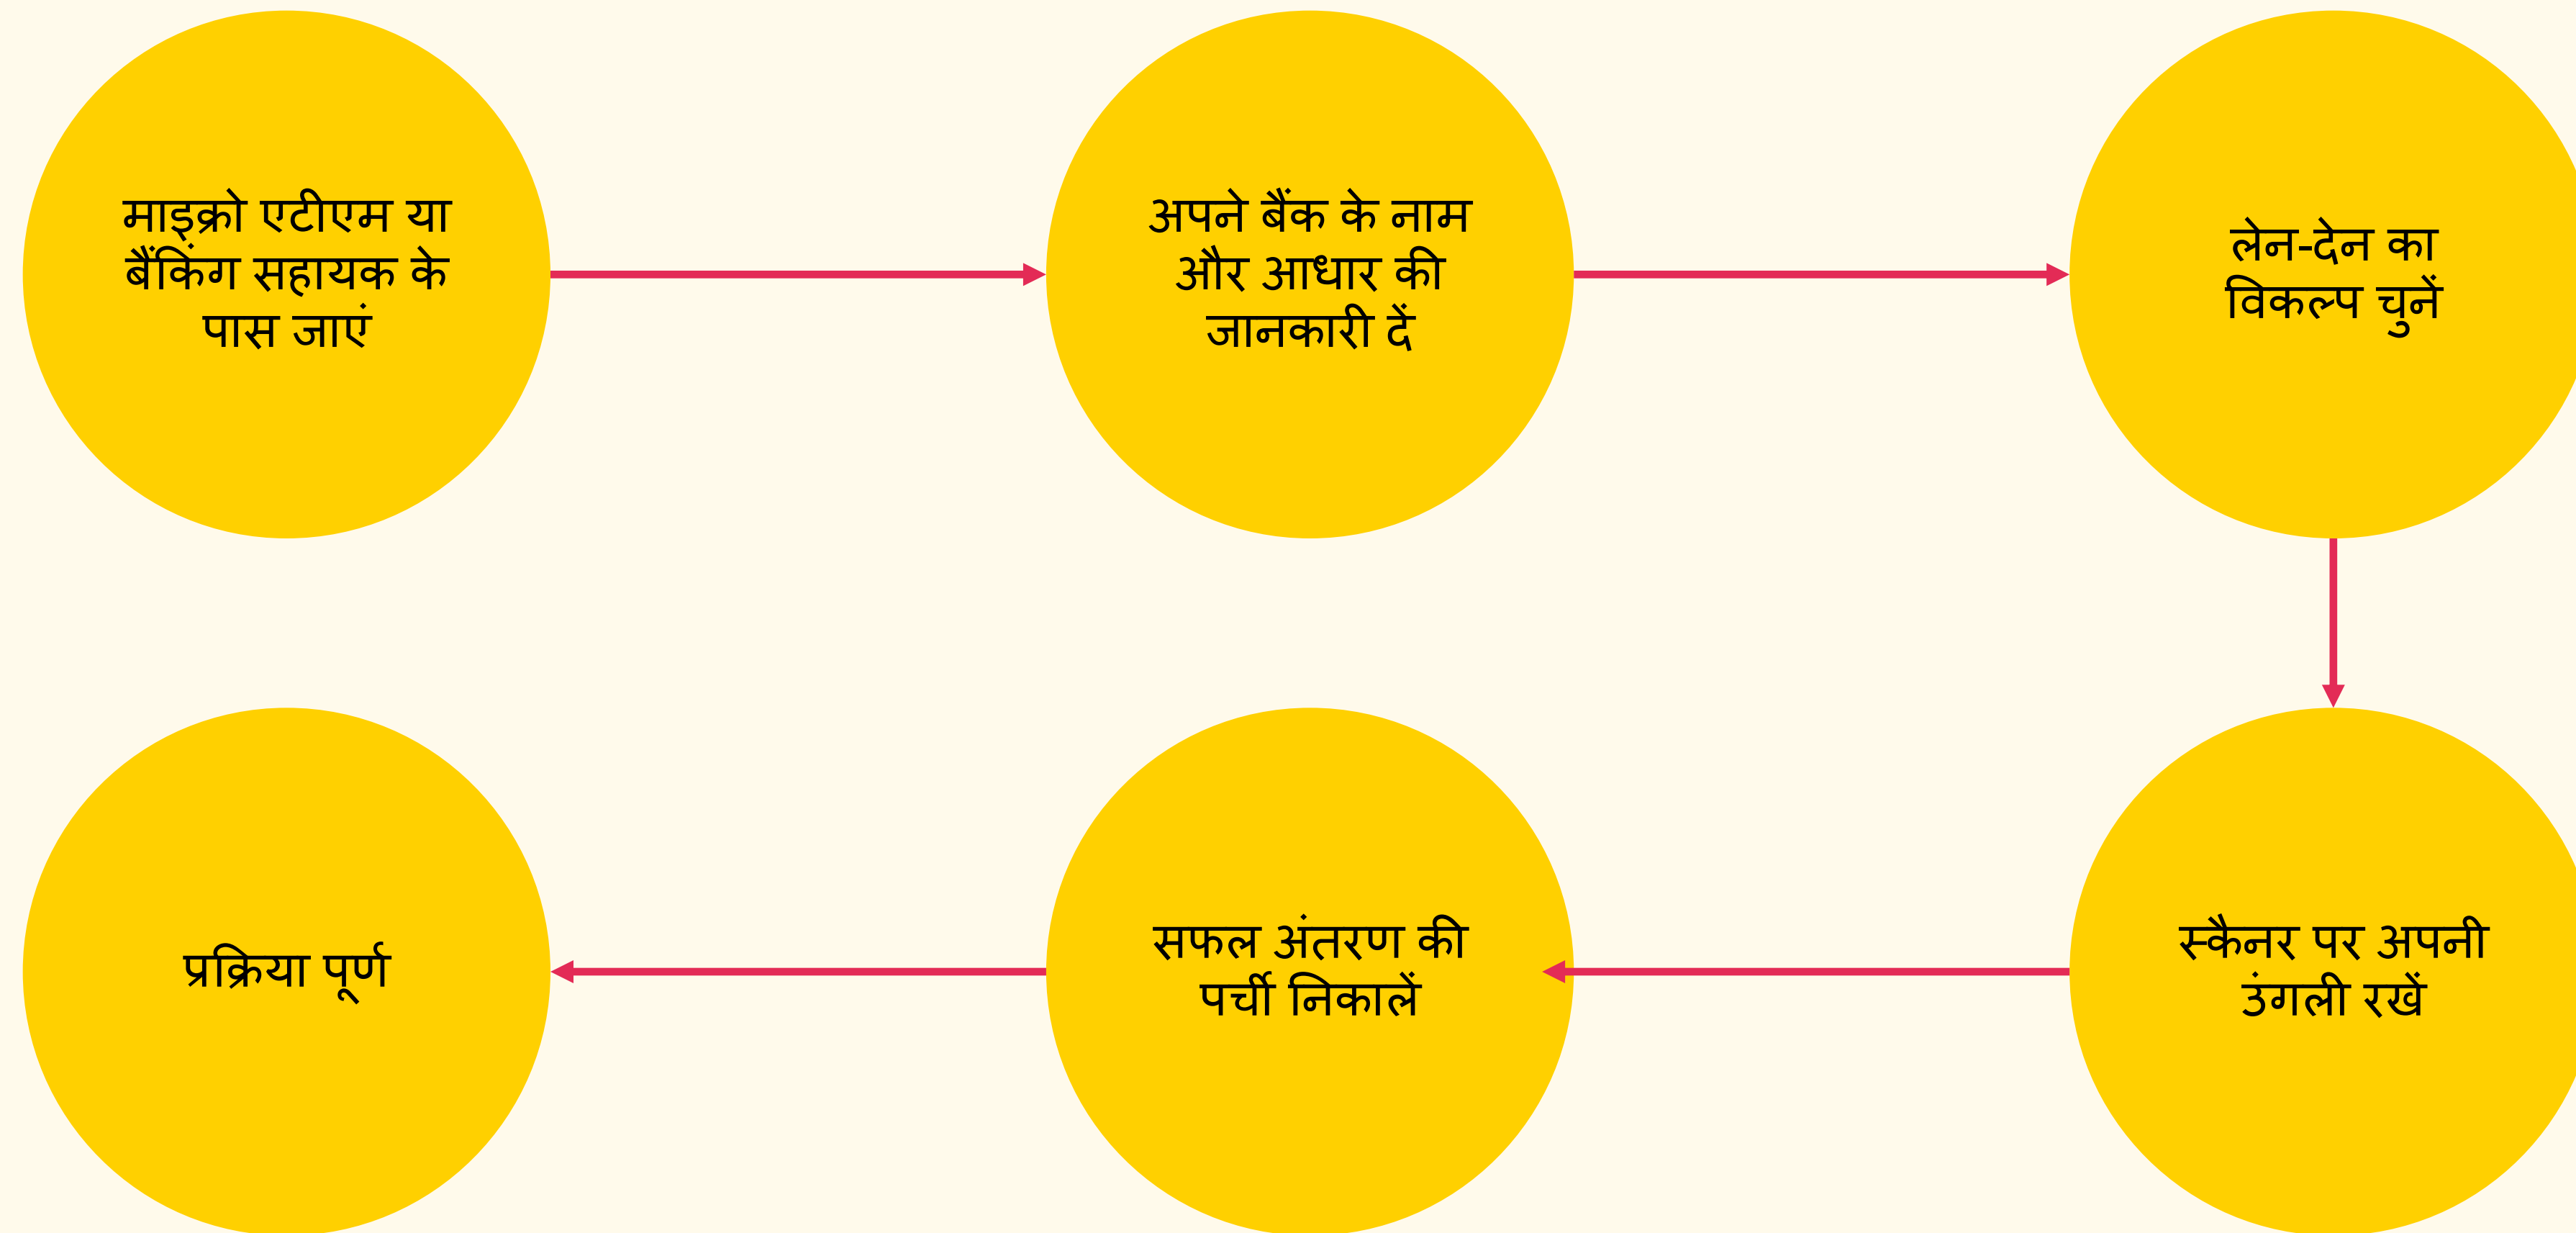 माइक्रो एटीएम या
बैंकिंग सहायक के
पास जाएं
अपने बैंक के नाम
और आधार की
जानकारी दें
लेन-देन का
विकल्प चुनें
स्कैनर पर अपनी
उंगली रखें
सफल अंतरण की
पर्ची निकालें
प्रक्रिया पूर्ण